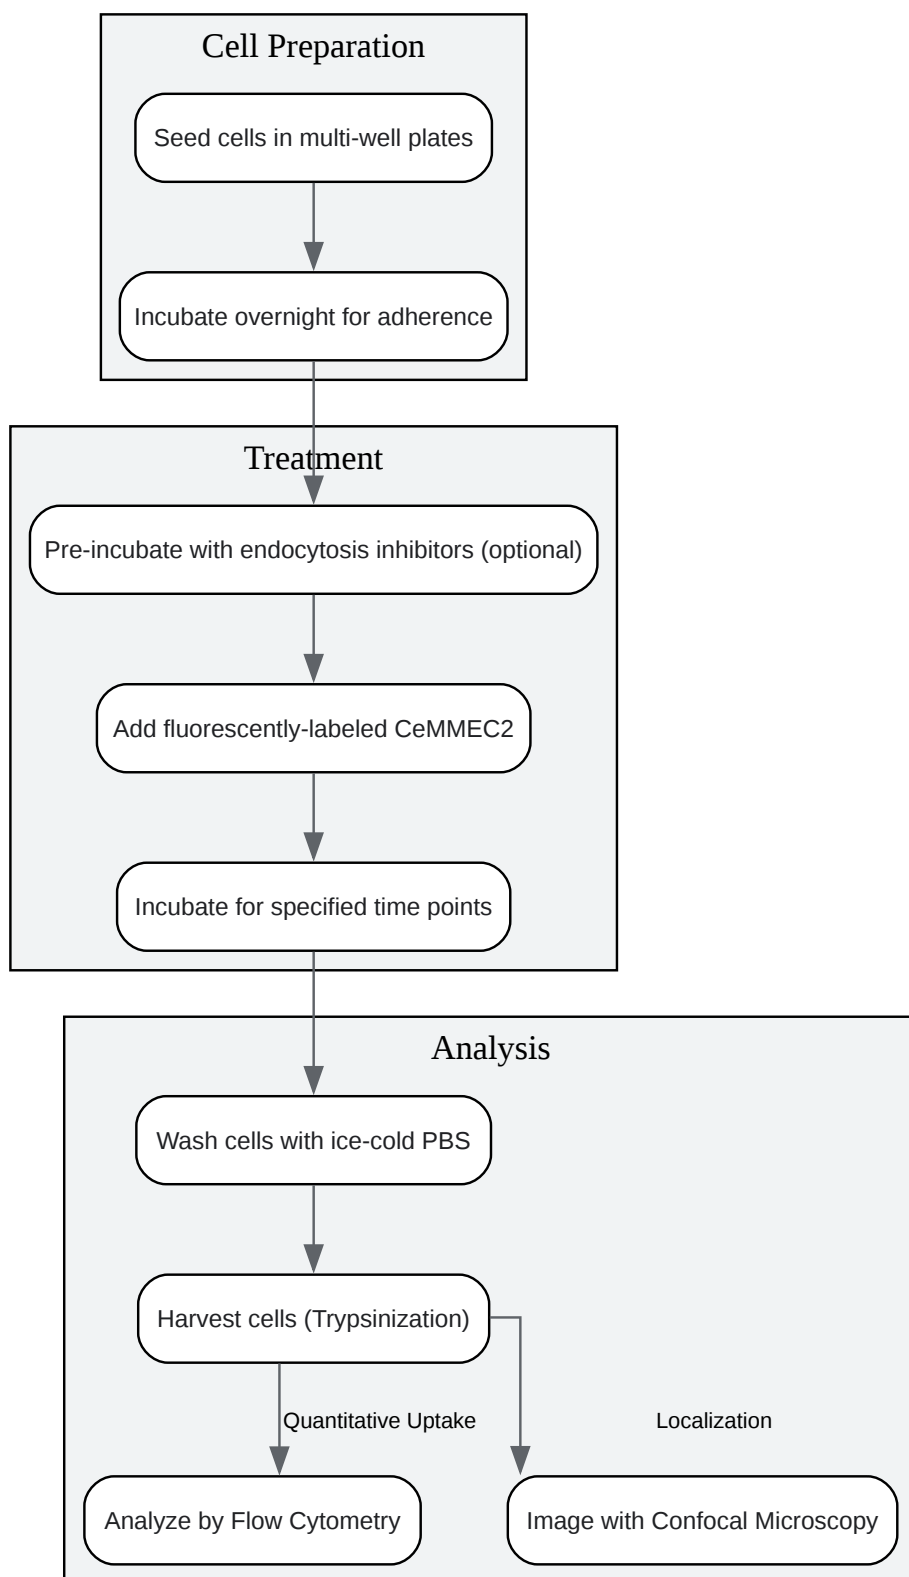 Cell Preparation
Seed cells in multi-well plates
Incubate overnight for adherence
Treatment
Pre-incubate with endocytosis inhibitors (optional)
Add fluorescently-labeled CeMMEC2
Incubate for specified time points
Analysis
Wash cells with ice-cold PBS
Harvest cells (Trypsinization)
Quantitative Uptake
Localization
Analyze by Flow Cytometry
Image with Confocal Microscopy